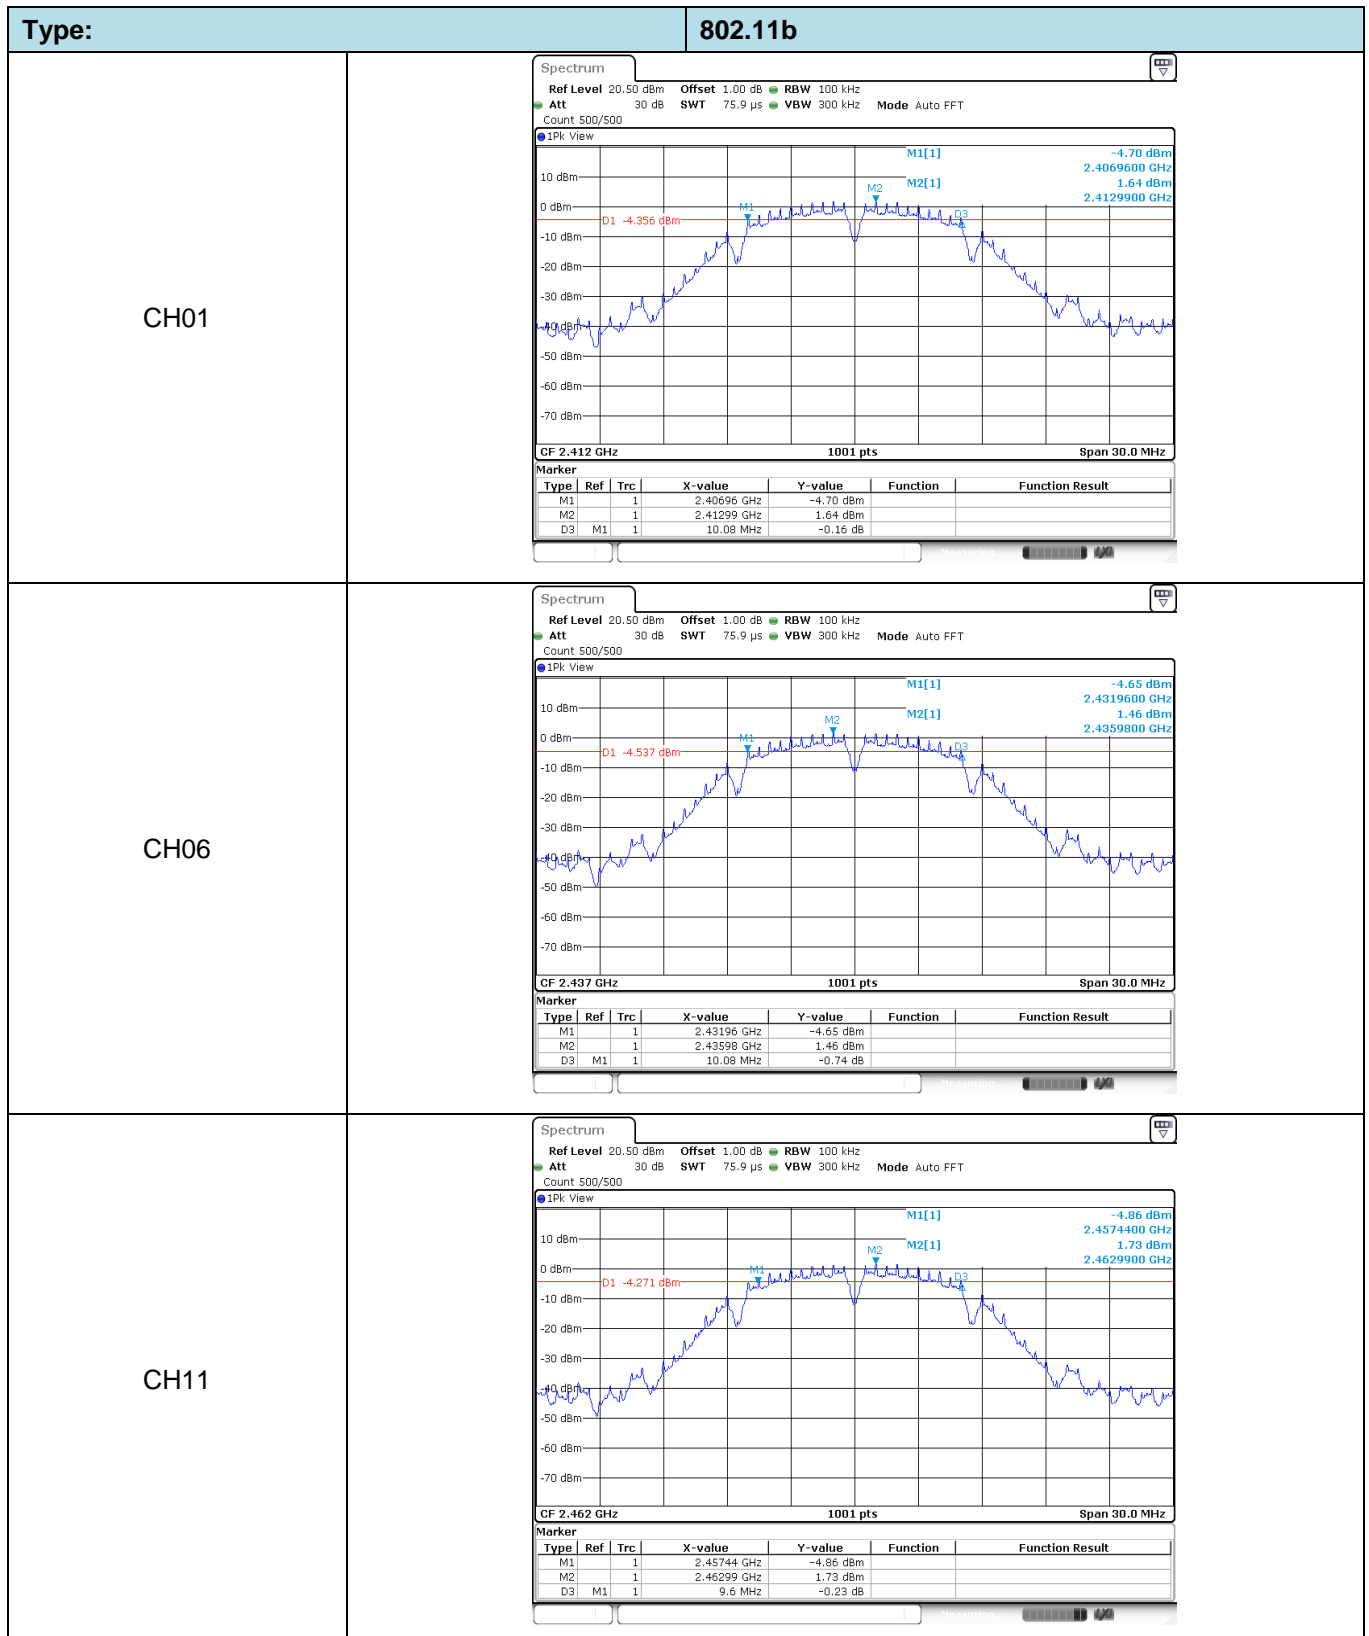 Type: 802.11b
CH01
Spectrum
Ref Level 20.50 dBm Offset 1.00 dB RBW 100 kHz
Att 30 dB SWT 75.9 µs VBW 300 kHz Mode Auto FFT
Count 500/500
1Pk View
M1[1] -4.70 dBm
2.4069600 GHz
M2[1] 1.64 dBm
2.4129900 GHz
10 dBm
M2
0 dBm
M1
D3
D1 -4.356 dBm
-10 dBm
-20 dBm
-30 dBm
-40 dBm
-50 dBm
-60 dBm
-70 dBm
CF 2.412 GHz 1001 pts Span 30.0 MHz
Marker
Type Ref Trc X-value Y-value Function Function Result
M1 1 2.40696 GHz -4.70 dBm
M2 1 2.41299 GHz 1.64 dBm
D3 M1 1 10.08 MHz -0.16 dB
Measuring...
CH06
Spectrum
Ref Level 20.50 dBm Offset 1.00 dB RBW 100 kHz
Att 30 dB SWT 75.9 µs VBW 300 kHz Mode Auto FFT
Count 500/500
1Pk View
M1[1] -4.65 dBm
2.4319600 GHz
M2[1] 1.46 dBm
2.4359800 GHz
10 dBm
M2
0 dBm
M1
D3
D1 -4.537 dBm
-10 dBm
-20 dBm
-30 dBm
-40 dBm
-50 dBm
-60 dBm
-70 dBm
CF 2.437 GHz 1001 pts Span 30.0 MHz
Marker
Type Ref Trc X-value Y-value Function Function Result
M1 1 2.43196 GHz -4.65 dBm
M2 1 2.43598 GHz 1.46 dBm
D3 M1 1 10.08 MHz -0.74 dB
Measuring...
CH11
Spectrum
Ref Level 20.50 dBm Offset 1.00 dB RBW 100 kHz
Att 30 dB SWT 75.9 µs VBW 300 kHz Mode Auto FFT
Count 500/500
1Pk View
M1[1] -4.86 dBm
2.4574400 GHz
M2[1] 1.73 dBm
2.4629900 GHz
10 dBm
M2
0 dBm
M1
D3
D1 -4.271 dBm
-10 dBm
-20 dBm
-30 dBm
-40 dBm
-50 dBm
-60 dBm
-70 dBm
CF 2.462 GHz 1001 pts Span 30.0 MHz
Marker
Type Ref Trc X-value Y-value Function Function Result
M1 1 2.45744 GHz -4.86 dBm
M2 1 2.46299 GHz 1.73 dBm
D3 M1 1 9.6 MHz -0.23 dB
Measuring...